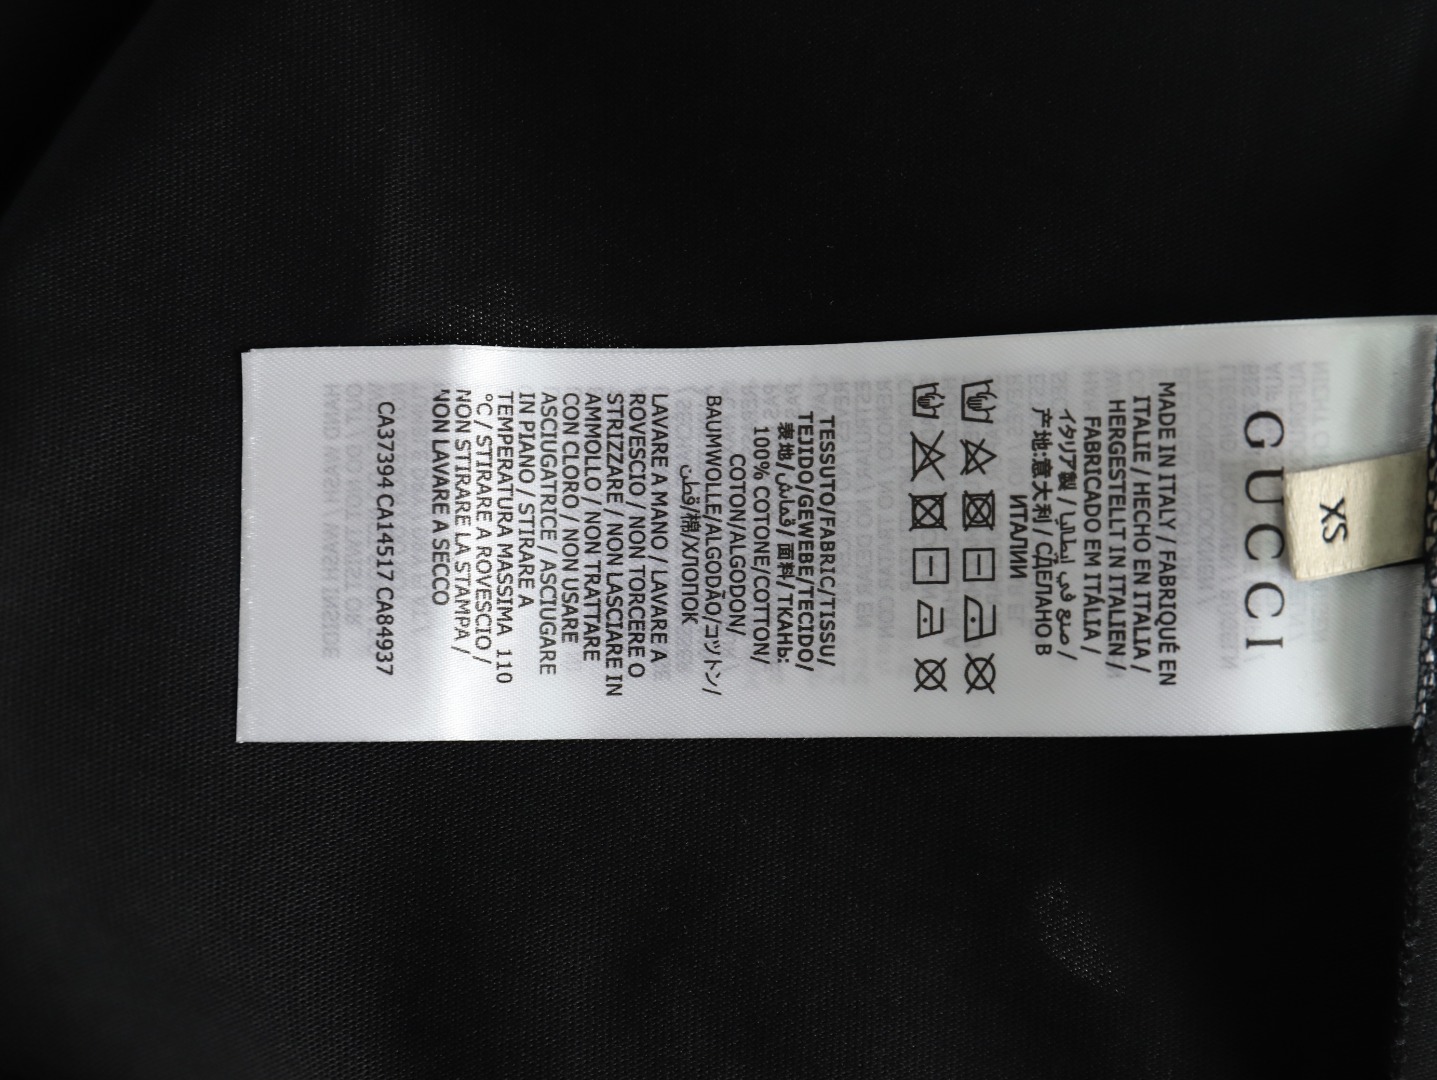 XS
GUCCI
MADE IN ITALY / FABRIQUÉ EN
ITALIE / HECHO EN ITALIA /
HERGESTELLT IN ITALIEN /
FABRICADO EM ITÁLIA /
イタリア製 / صنع في ايطاليا /
产地:意大利 / СДЕЛАНО В
ИТАЛИИ
TESSUTO/FABRIC/TISSU/
TEJIDO/GEWEBE/TECIDO/
表地/قماش/ 面料/ ТКАНЬ:
100% COTONE/COTTON/
COTON/ALGODON/
BAUMWOLLE/ALGODÃO/コットン/
قطن/棉/ХЛОПОК
LAVARE A MANO / LAVARE A
ROVESCIO / NON TORCERE O
STRIZZARE / NON LASCIARE IN
AMMOLLO / NON TRATTARE
CON CLORO / NON USARE
ASCIUGATRICE / ASCIUGARE
IN PIANO / STIRARE A
TEMPERATURA MASSIMA 110
°C / STIRARE A ROVESCIO /
NON STIRARE LA STAMPA /
NON LAVARE A SECCO
CA37394 CA14517 CA84937